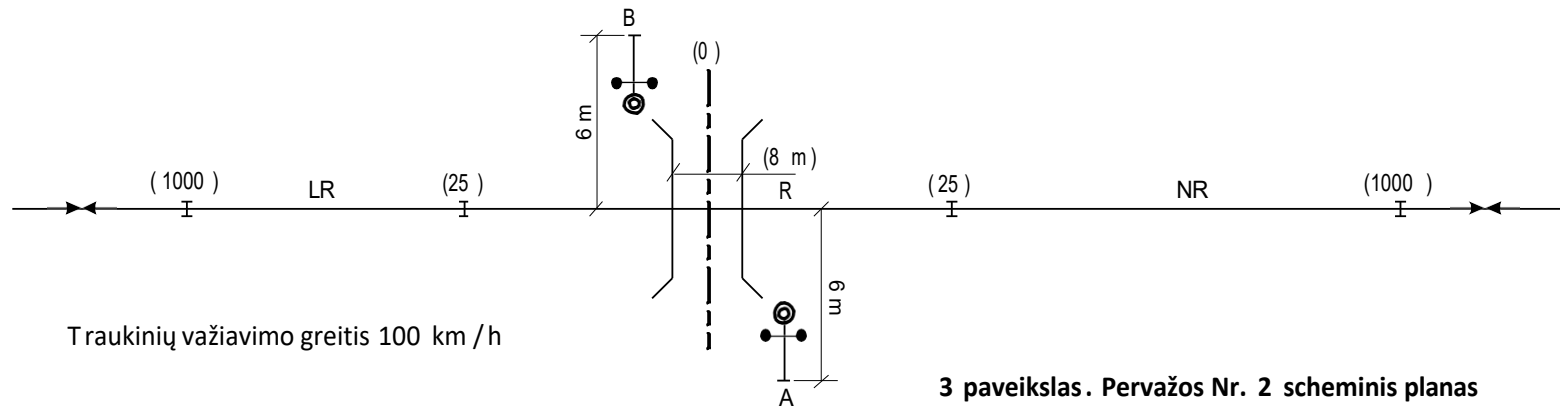 B
(0)
6 m
(8 m)
(1000)
LR
(25)
R
(25)
NR
(1000)
6 m
Traukinių važiavimo greitis 100 km/h
A
3 paveikslas. Pervažos Nr. 2 scheminis planas